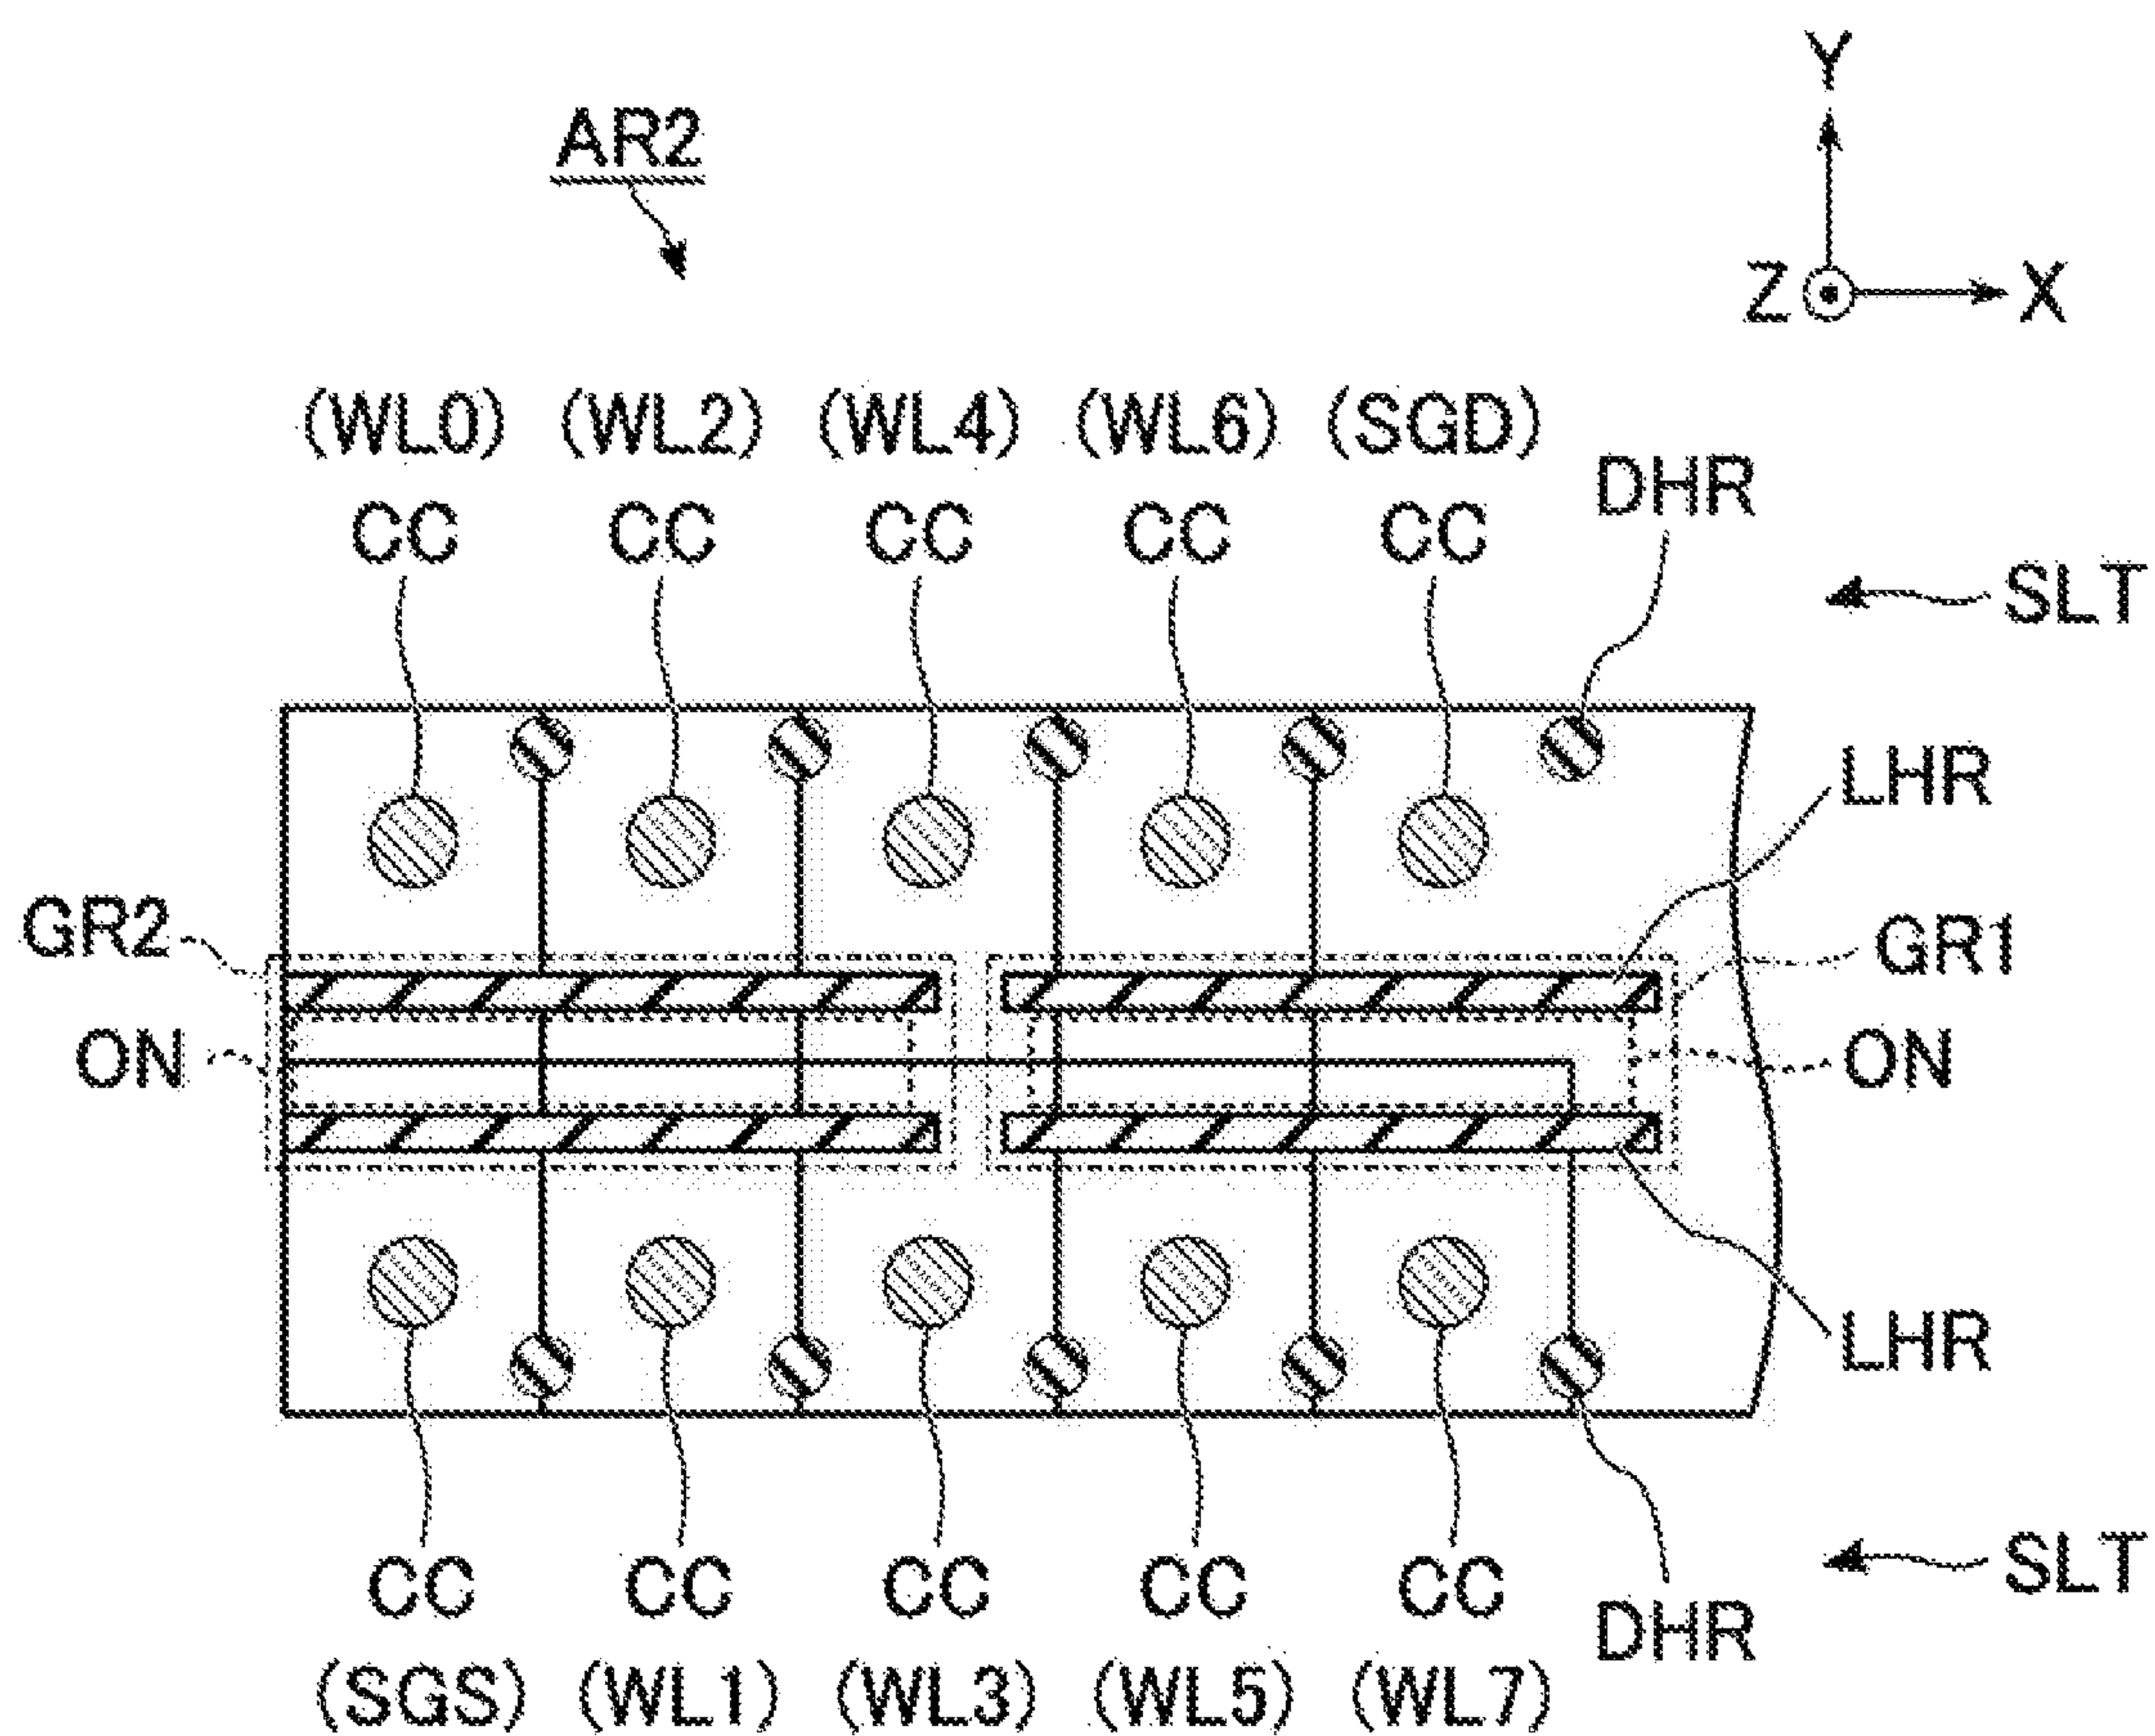 Y
AR2
Z X
(WL0) (WL2) (WL4) (WL6) (SGD)
DHR
CC CC CC CC CC
SLT
LHR
GR2
GR1
ON
ON
LHR
SLT
CC CC CC CC CC
DHR
(SGS) (WL1) (WL3) (WL5) (WL7)